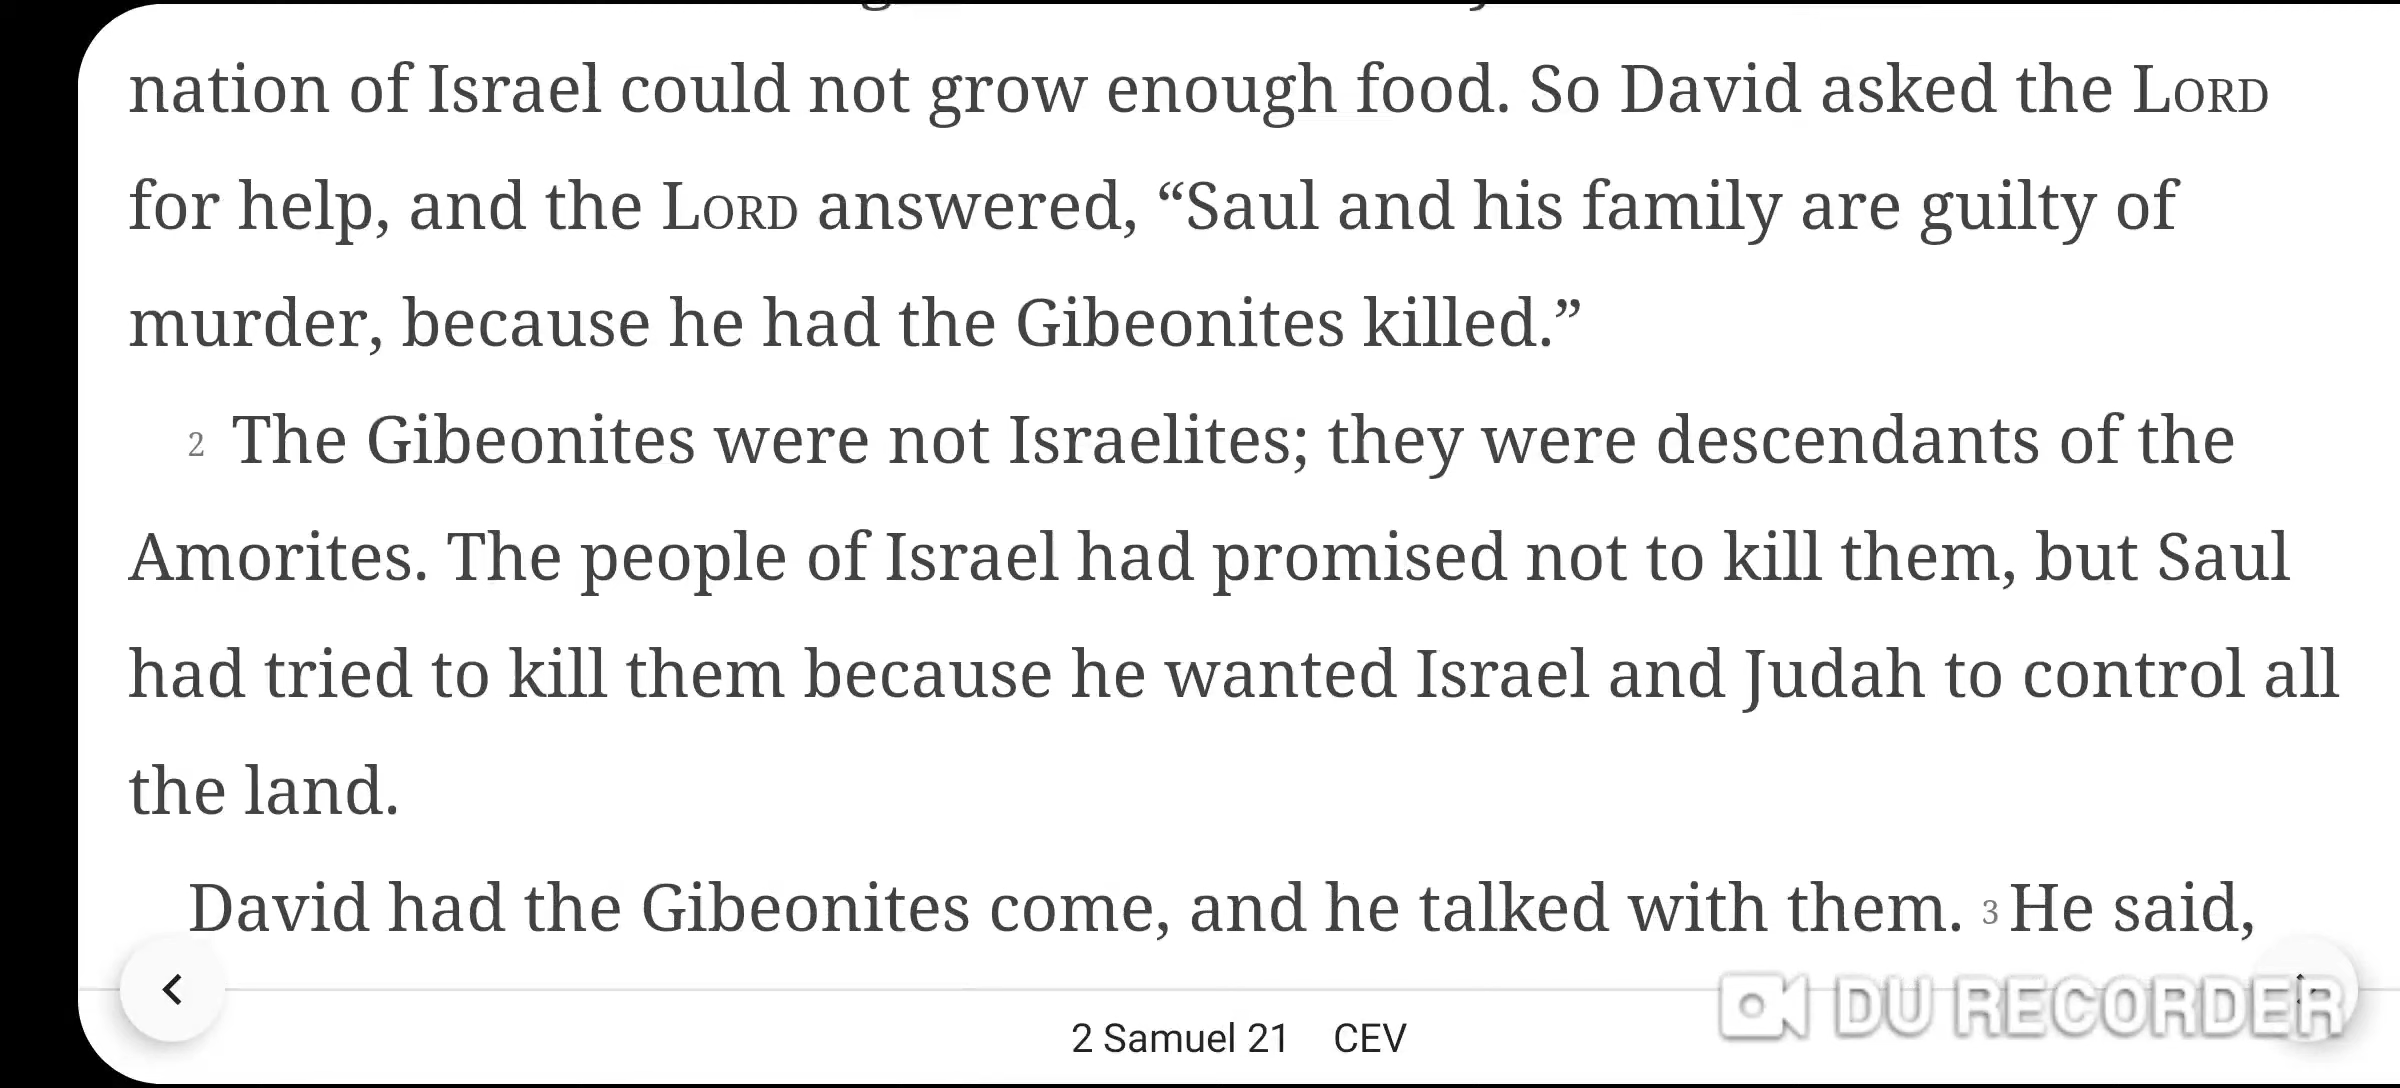 nation of Israel could not grow enough food. So David asked the LORD
for help, and the LORD answered, “Saul and his family are guilty of
murder, because he had the Gibeonites killed.”
2 The Gibeonites were not Israelites; they were descendants of the
Amorites. The people of Israel had promised not to kill them, but Saul
had tried to kill them because he wanted Israel and Judah to control all
the land.
David had the Gibeonites come, and he talked with them. 3 He said,
2 Samuel 21 CEV
DU RECORDER